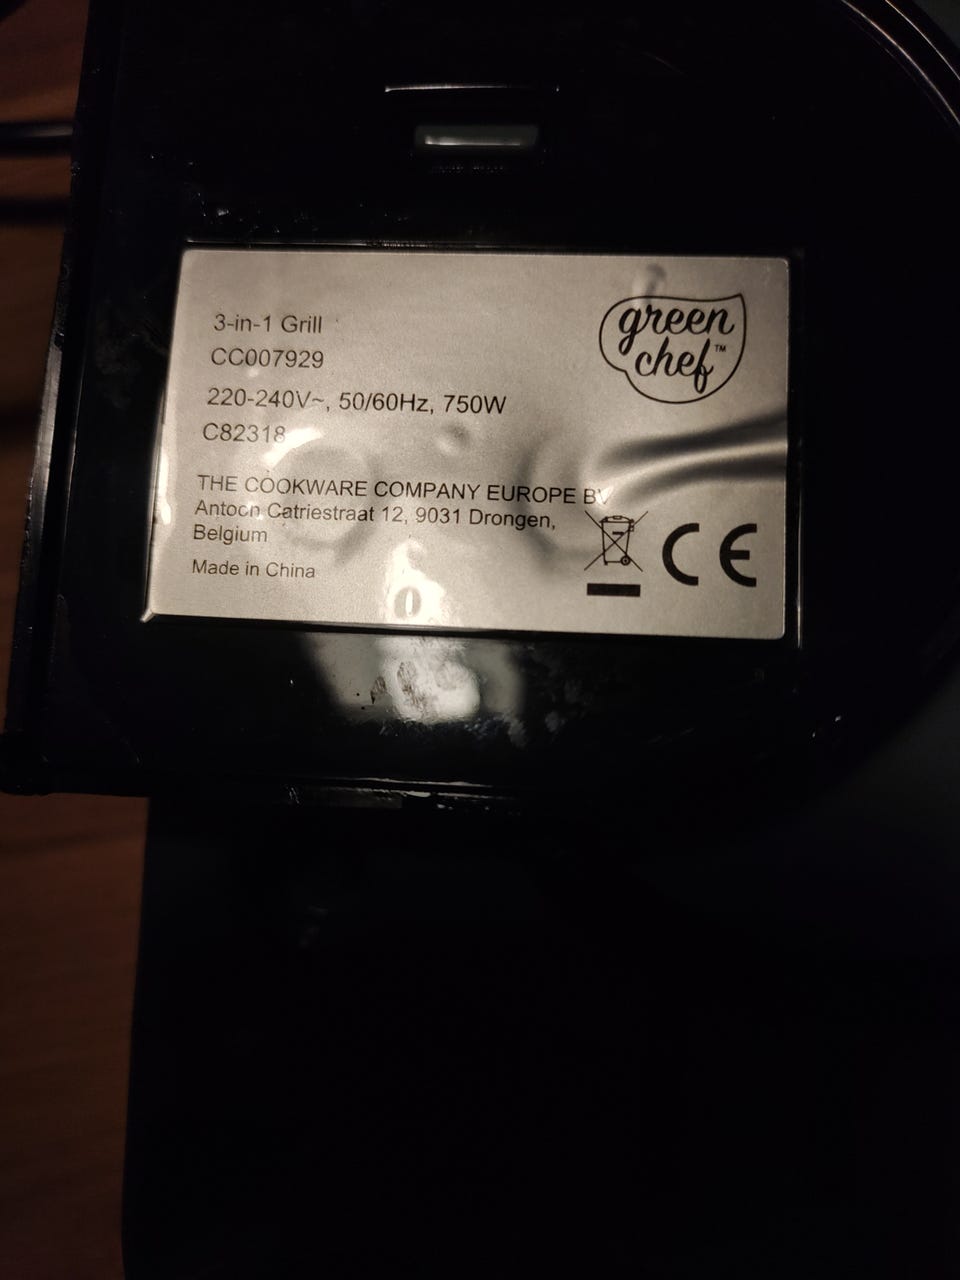 3-in-1 Grill
CC007929
220-240V~, 50/60Hz, 750W
C82318
green
chef™
THE COOKWARE COMPANY EUROPE BV
Antoon Catriestraat 12, 9031 Drongen,
Belgium
Made in China
CE